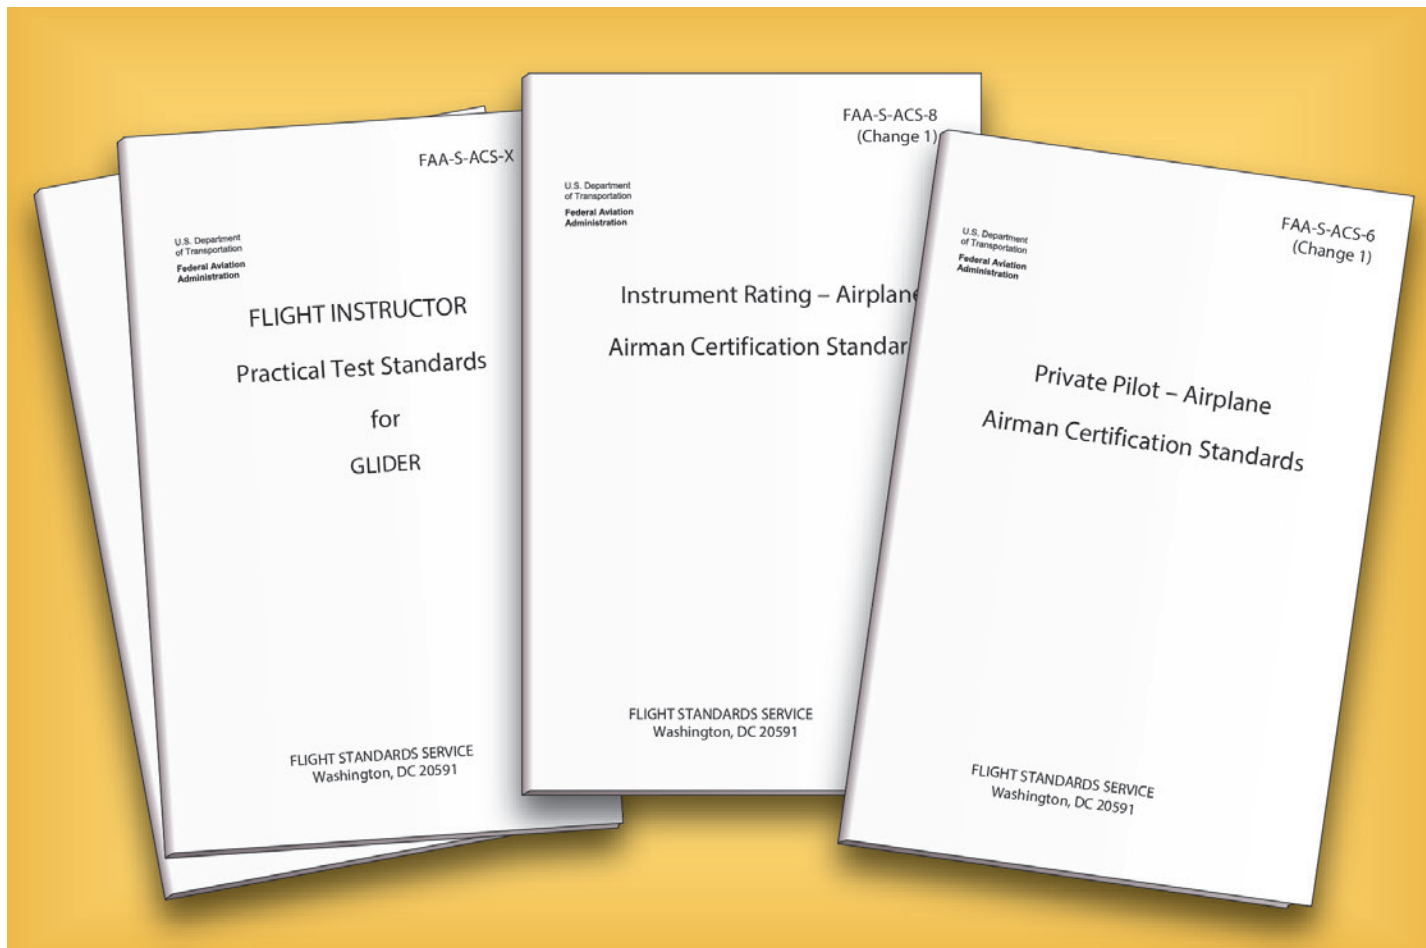 FAA-S-ACS-X
U.S. Department
of Transportation
Federal Aviation
Administration
FLIGHT INSTRUCTOR
Practical Test Standards
for
GLIDER
FLIGHT STANDARDS SERVICE
Washington, DC 20591
FAA-S-ACS-8
(Change 1)
U.S. Department
of Transportation
Federal Aviation
Administration
Instrument Rating – Airplane
Airman Certification Standar
FLIGHT STANDARDS SERVICE
Washington, DC 20591
FAA-S-ACS-6
(Change 1)
U.S. Department
of Transportation
Federal Aviation
Administration
Private Pilot – Airplane
Airman Certification Standards
FLIGHT STANDARDS SERVICE
Washington, DC 20591